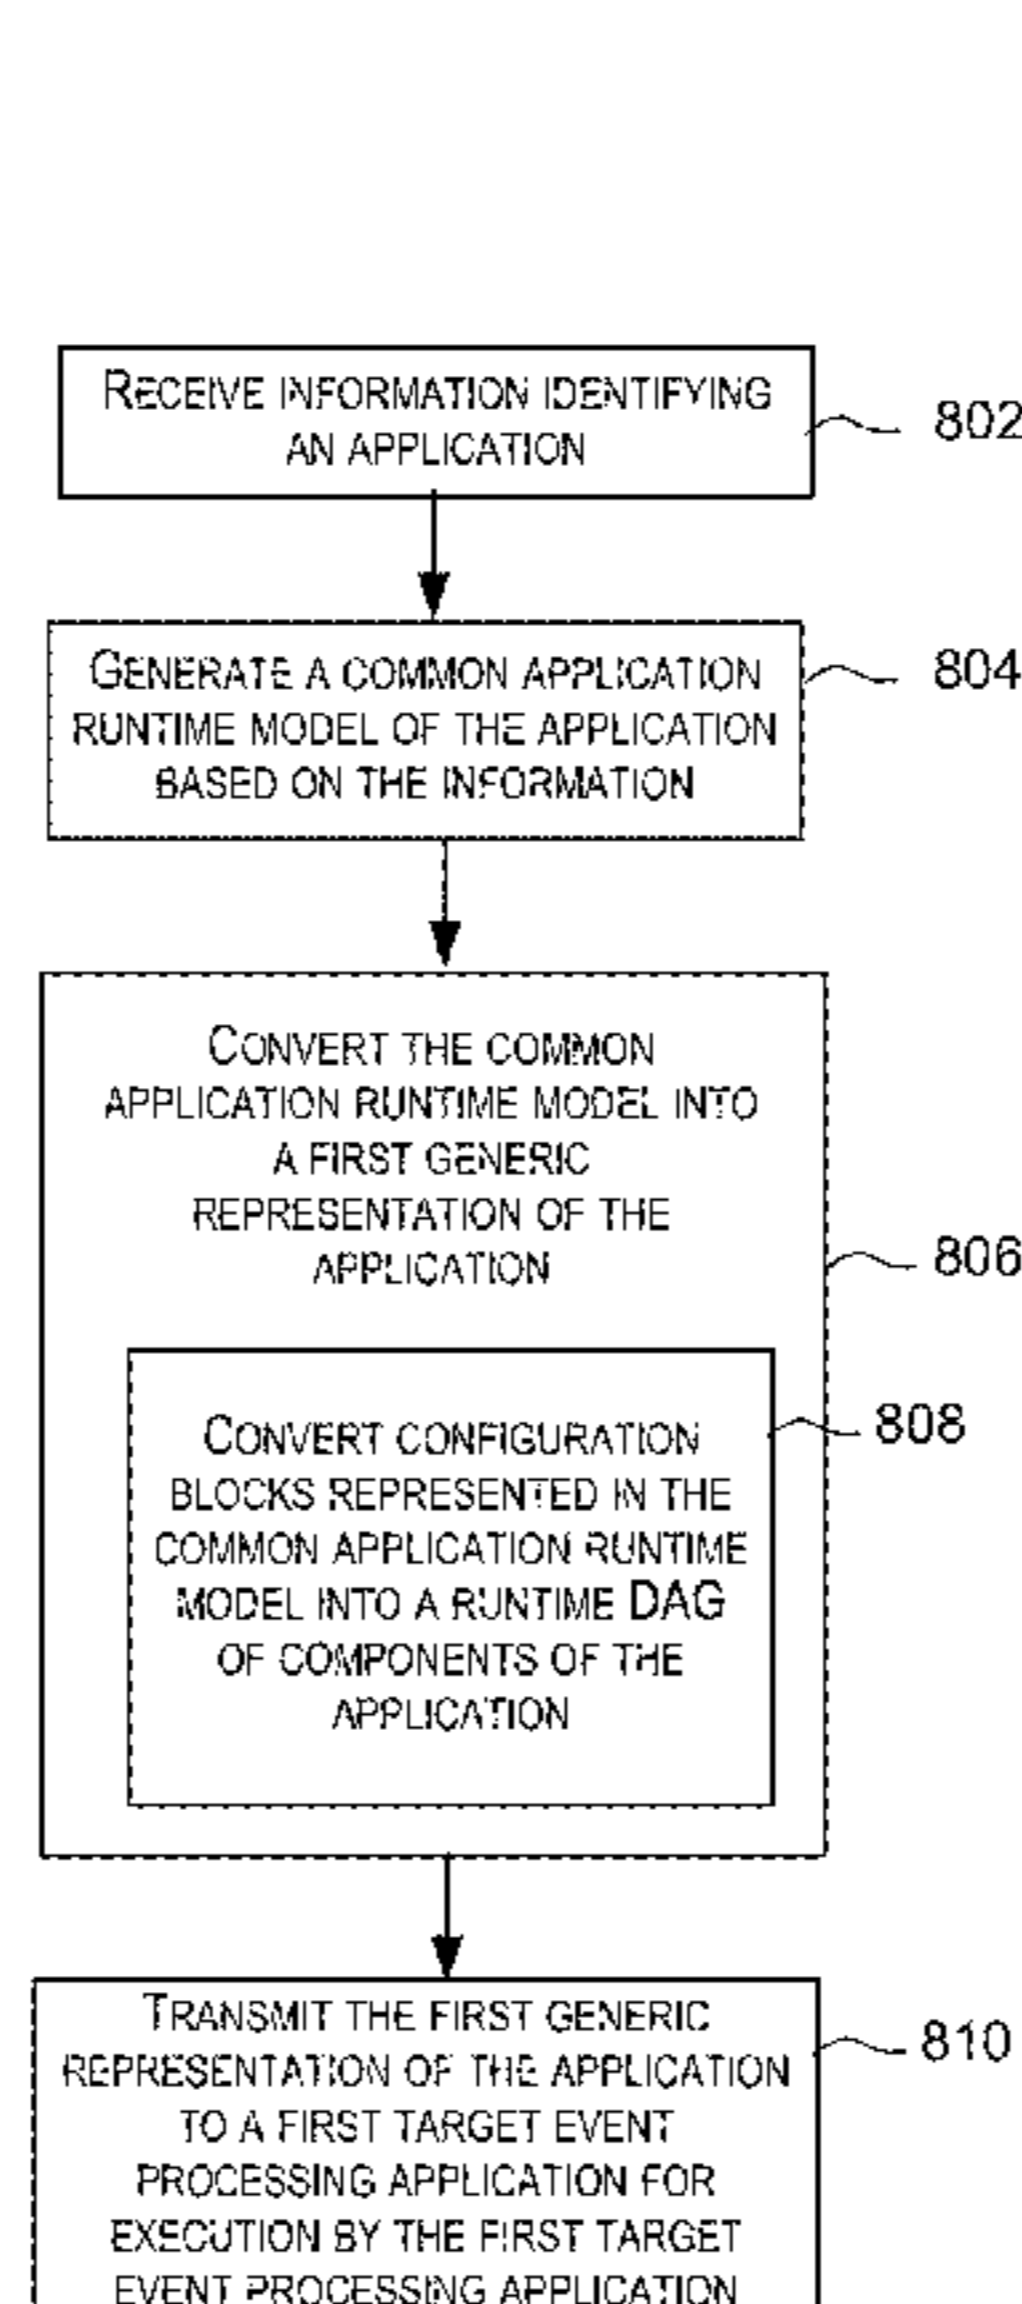 RECEIVE INFORMATION IDENTIFYING
AN APPLICATION
802
GENERATE A COMMON APPLICATION
RUNTIME MODEL OF THE APPLICATION
BASED ON THE INFORMATION
804
CONVERT THE COMMON
APPLICATION RUNTIME MODEL INTO
A FIRST GENERIC
REPRESENTATION OF THE
APPLICATION
806
CONVERT CONFIGURATION
BLOCKS REPRESENTED IN THE
COMMON APPLICATION RUNTIME
MODEL INTO A RUNTIME DAG
OF COMPONENTS OF THE
APPLICATION
808
TRANSMIT THE FIRST GENERIC
REPRESENTATION OF THE APPLICATION
TO A FIRST TARGET EVENT
PROCESSING APPLICATION FOR
EXECUTION BY THE FIRST TARGET
EVENT PROCESSING APPLICATION
810